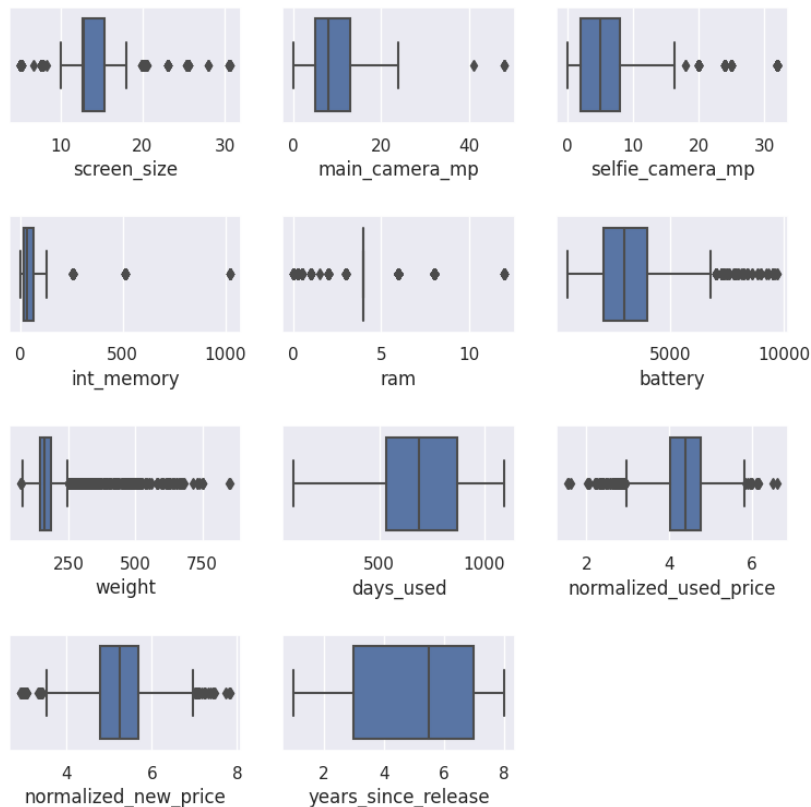 10 20 30
screen_size
0 20 40
main_camera_mp
0 10 20 30
selfie_camera_mp
0 500 1000
int_memory
0 5 10
ram
5000 10000
battery
250 500 750
weight
500 1000
days_used
2 4 6
normalized_used_price
4 6 8
normalized_new_price
2 4 6 8
years_since_release